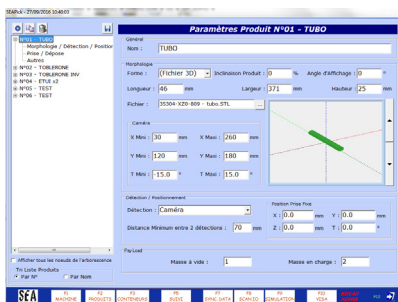 SEAPick - 27/09/2016 10:40:03
Paramètres Produit N°01 - TUBO
N°01 - TUBO
Morphologie / Détection / Position
Prise / Dépose
Autres
N°02 - TOBLERONE
N°03 - TOBLERONE INV
N°04 - ETUI x2
N°05 - TEST
N°06 - TEST
Général
Nom : TUBO
Morphologie
Forme : (Fichier 3D) Inclinaison Produit : 0 % Angle d'Affichage : 0 °
Longueur : 46 mm Largeur : 371 mm Hauteur : 25 mm
Fichier : 35304-XZ0-809 - tubo.STL ...
Caméra
X Mini : 30 mm X Maxi : 260 mm
Y Mini : 120 mm Y Maxi : 180 mm
T Mini : -15.0 ° T Maxi : 15.0 °
Détection / Positionnement
Détection : Caméra
Distance Minimum entre 2 détections : 70 mm
Position Prise Fixe
X : 0.0 mm Y : 0.0 mm
Z : 0.0 mm T : 0.0 °
PayLoad
Masse à vide : 1 Masse en charge : 2
Afficher tous les noeuds de l'arborescence
Tri Liste Produits
Par N° Par Nom
SEA
F1 MACHINE
F2 PRODUITS
F3 CONTENEURS
F6 SUIVI
F7 SYNC DATA
F8 SCAN IO
F9 SIMULATION
F10 VISA
F12